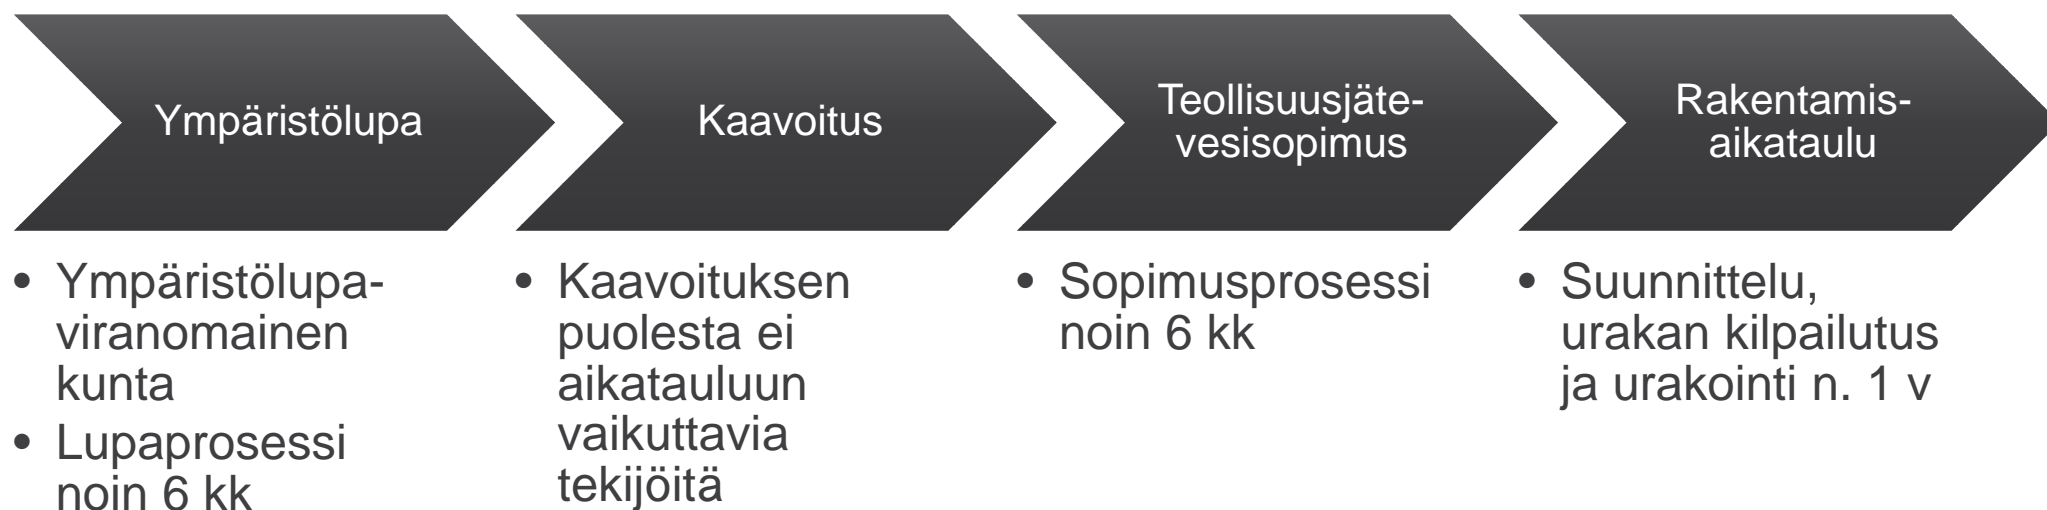 Ympäristölupa
Kaavoitus
Teollisuusjäte-
vesisopimus
Rakentamis-
aikataulu
• Ympäristölupa-
viranomainen
kunta
• Lupaprosessi
noin 6 kk
• Kaavoituksen
puolesta ei
aikatauluun
vaikuttavia
tekijöitä
• Sopimusprosessi
noin 6 kk
• Suunnittelu,
urakan kilpailutus
ja urakointi n. 1 v